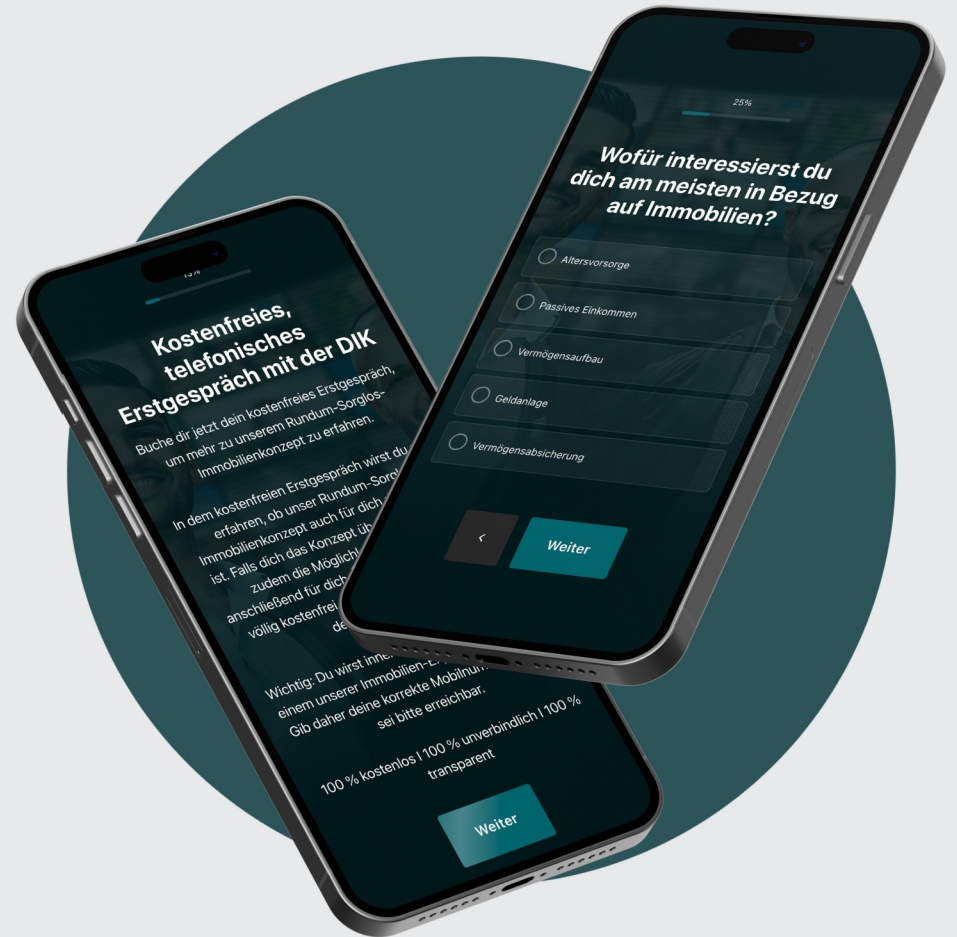 Kostenfreies,
telefonisches
Erstgespräch mit der DIK
Buche dir jetzt dein kostenfreies Erstgespräch,
um mehr zu unserem Rundum-Sorglos-
Immobilienkonzept zu erfahren.
In dem kostenfreien Erstgespräch wirst du
erfahren, ob unser
Immobilienkonzept auch für dich
ist. Falls dich das Konzept
zudem die
anschließend für dich
völlig kostenfrei
Wichtig: Du wirst
einem unserer
Gib daher deine korrekte
sei bitte erreichbar.
100 % kostenlos I 100 % unverbindlich I 100 %
transparent
Weiter
25%
Wofür interessierst du
dich am meisten in Bezug
auf Immobilien?
Altersvorsorge
Passives Einkommen
Vermögensaufbau
Geldanlage
Vermögensabsicherung
Weiter